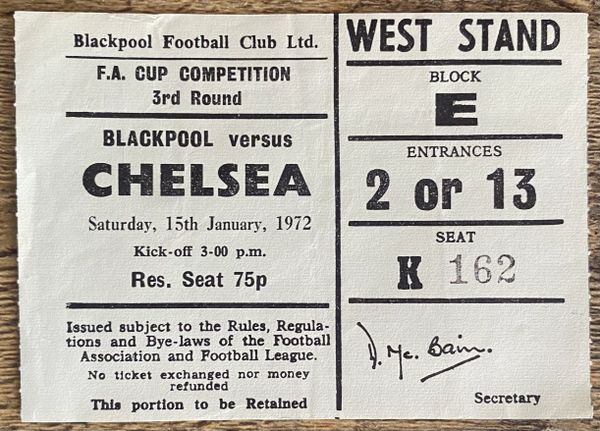 Blackpool Football Club Ltd.
F.A. CUP COMPETITION
3rd Round
BLACKPOOL versus
CHELSEA
Saturday, 15th January, 1972
Kick-off 3-00 p.m.
Res. Seat 75p
Issued subject to the Rules, Regula-
tions and Bye-laws of the Football
Association and Football League.
No ticket exchanged nor money
refunded
This portion to be Retained
WEST STAND
BLOCK
E
ENTRANCES
2 or 13
SEAT
K 162
D. Mc. Bain.
Secretary